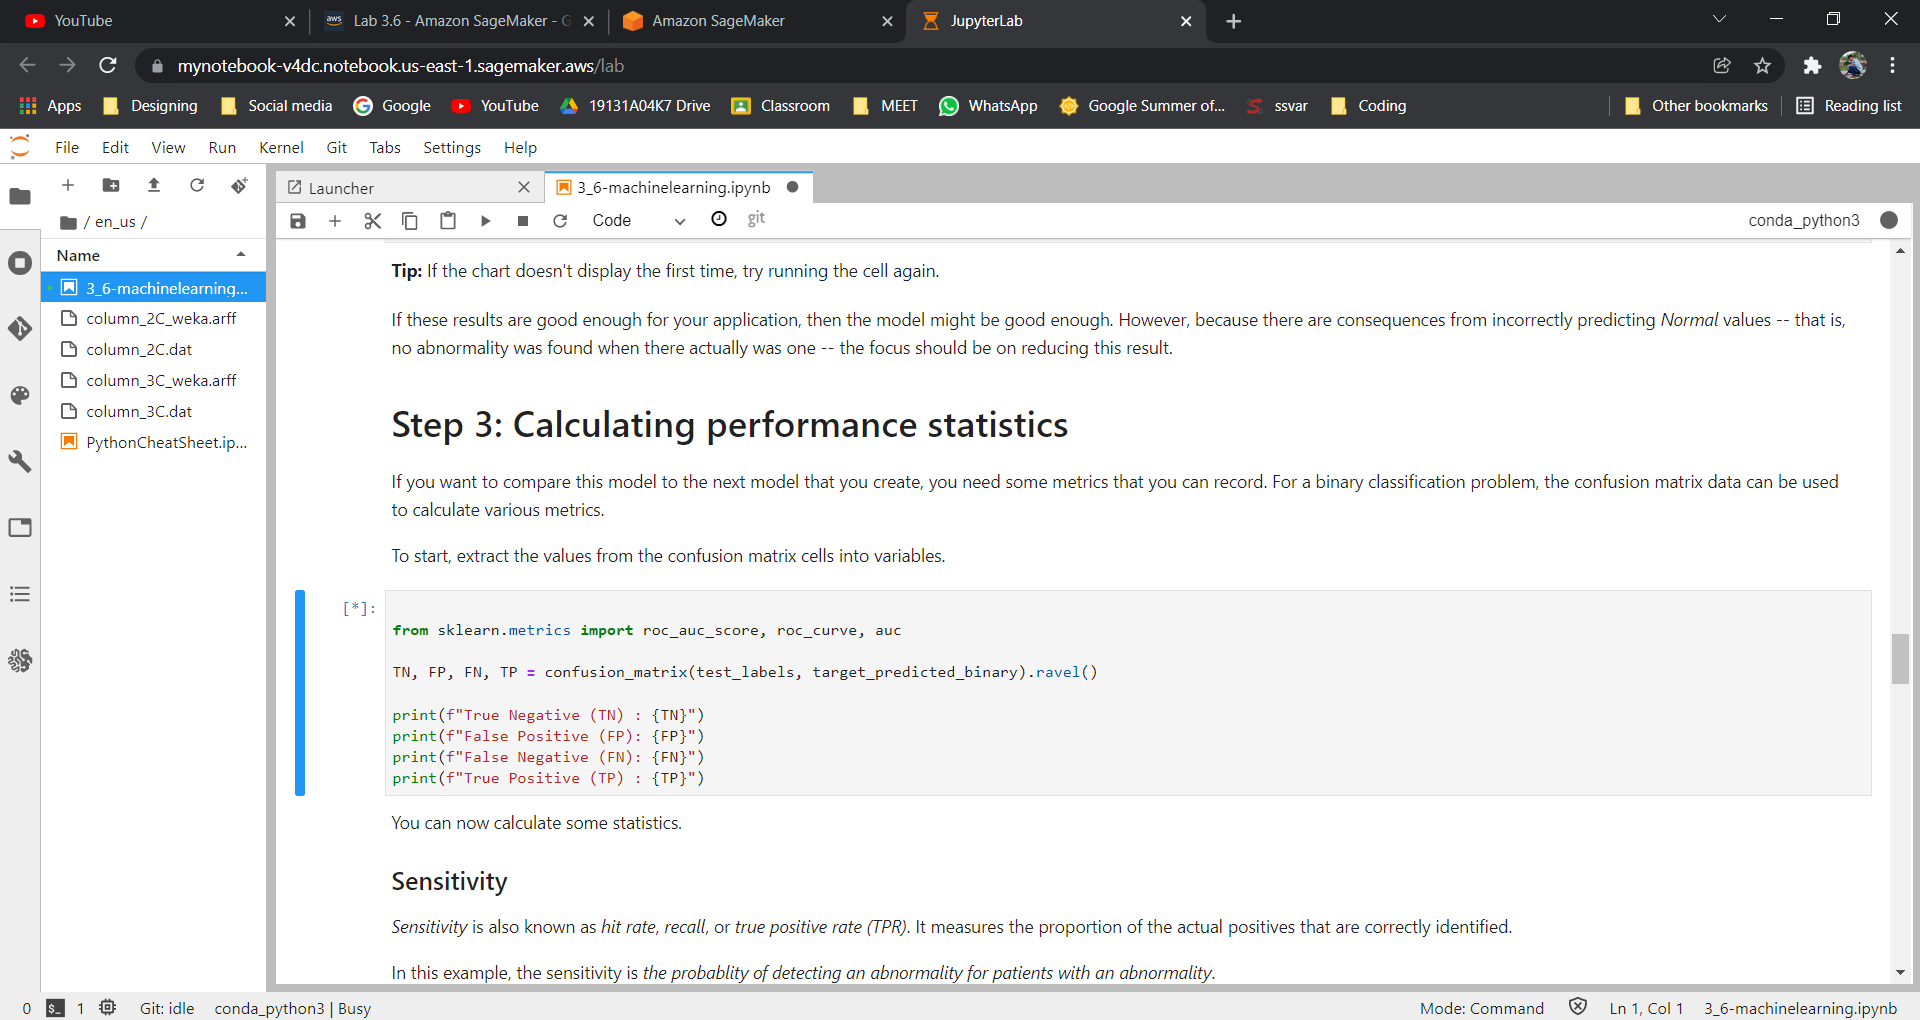 YouTube
Lab 3.6 - Amazon SageMaker - G
Amazon SageMaker
JupyterLab
mynotebook-v4dc.notebook.us-east-1.sagemaker.aws/lab
Apps
Designing
Social media
Google
YouTube
19131A04K7 Drive
Classroom
MEET
WhatsApp
Google Summer of...
ssvar
Coding
Other bookmarks
Reading list
File Edit View Run Kernel Git Tabs Settings Help
Launcher
3_6-machinelearning.ipynb
/ en_us /
Code
git
conda_python3
Name
3_6-machinelearning...
column_2C_weka.arff
column_2C.dat
column_3C_weka.arff
column_3C.dat
PythonCheatSheet.ip...
Tip: If the chart doesn't display the first time, try running the cell again.
If these results are good enough for your application, then the model might be good enough. However, because there are consequences from incorrectly predicting Normal values -- that is,
no abnormality was found when there actually was one -- the focus should be on reducing this result.
Step 3: Calculating performance statistics
If you want to compare this model to the next model that you create, you need some metrics that you can record. For a binary classification problem, the confusion matrix data can be used
to calculate various metrics.
To start, extract the values from the confusion matrix cells into variables.
[*]:
from sklearn.metrics import roc_auc_score, roc_curve, auc
TN, FP, FN, TP = confusion_matrix(test_labels, target_predicted_binary).ravel()
print(f"True Negative (TN) : {TN}")
print(f"False Positive (FP): {FP}")
print(f"False Negative (FN): {FN}")
print(f"True Positive (TP) : {TP}")
You can now calculate some statistics.
Sensitivity
Sensitivity is also known as hit rate, recall, or true positive rate (TPR). It measures the proportion of the actual positives that are correctly identified.
In this example, the sensitivity is the probablity of detecting an abnormality for patients with an abnormality.
0 $_ 1 Git: idle conda_python3 | Busy
Mode: Command Ln 1, Col 1 3_6-machinelearning.ipynb